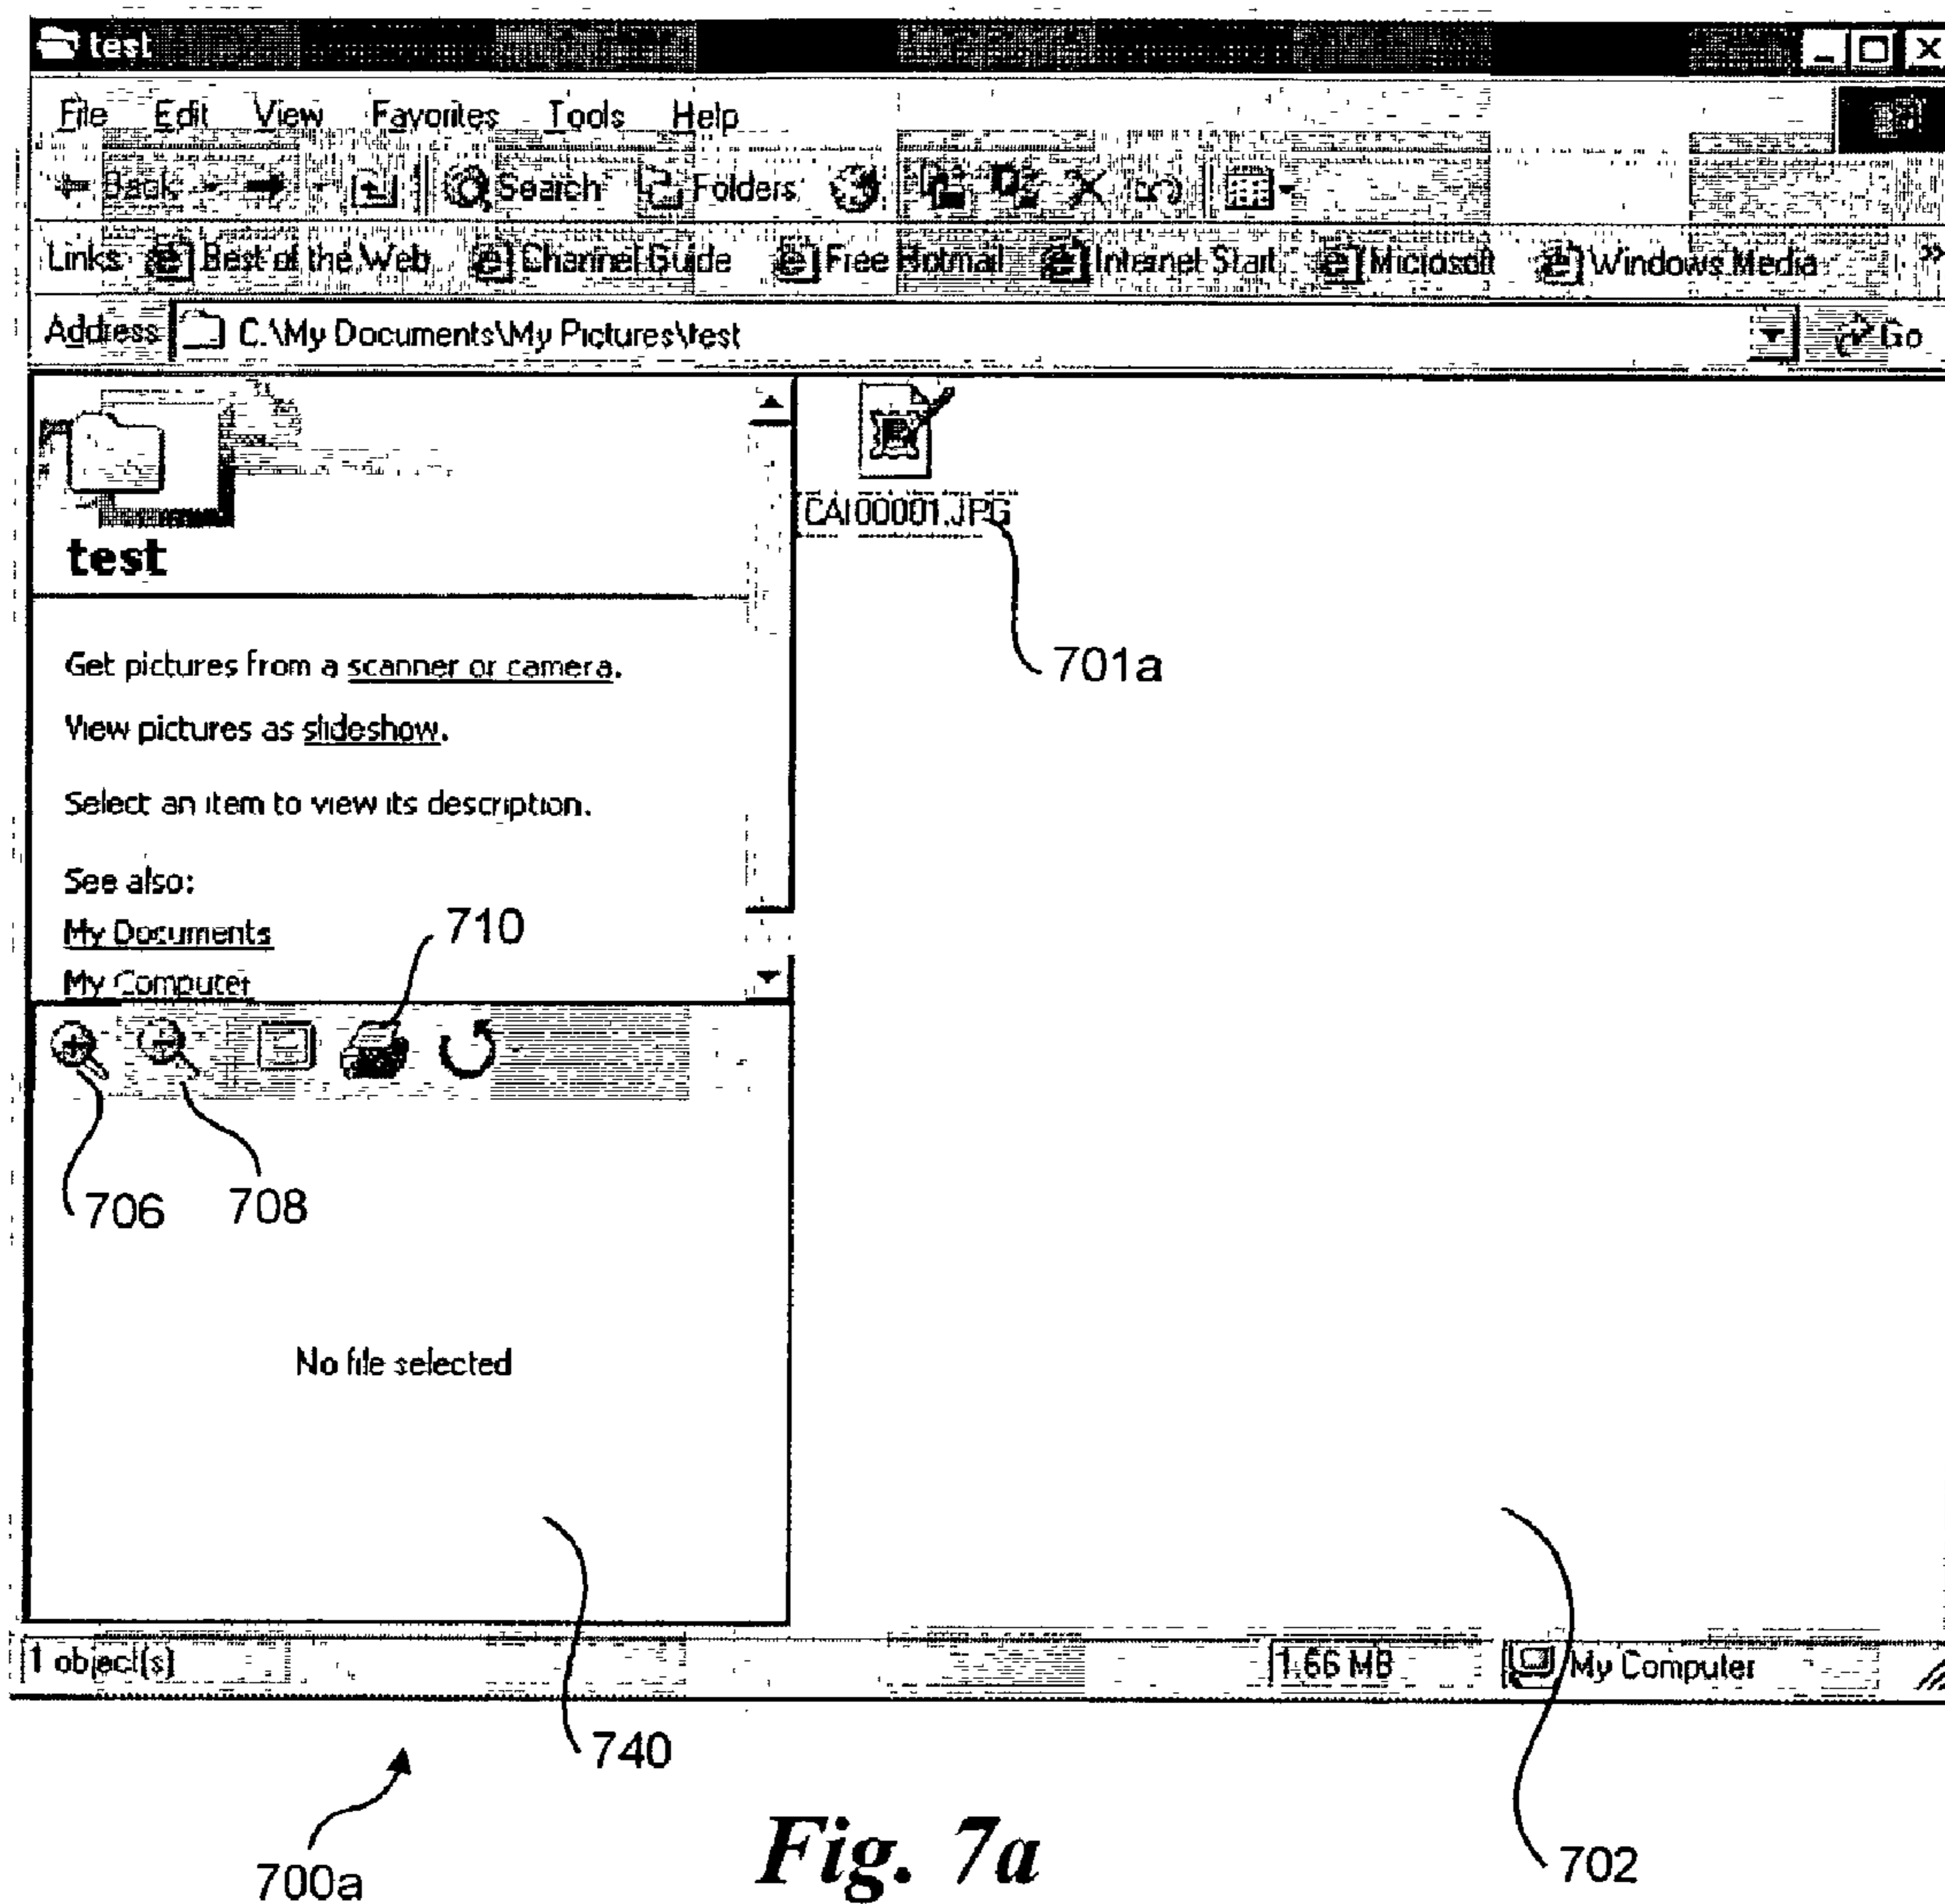 test
File Edit View Favorites Tools Help
Back Search Folders
Links Best of the Web Channel Guide Free Hotmail Internet Start Microsoft Windows Media »
Address C:\My Documents\My Pictures\test Go
CAI00001.JPG
test
701a
Get pictures from a scanner or camera.
View pictures as slideshow.
Select an item to view its description.
See also:
My Documents
710
My Computer
706 708
No file selected
1 object(s) 1.66 MB My Computer
740
702
700a
Fig. 7a